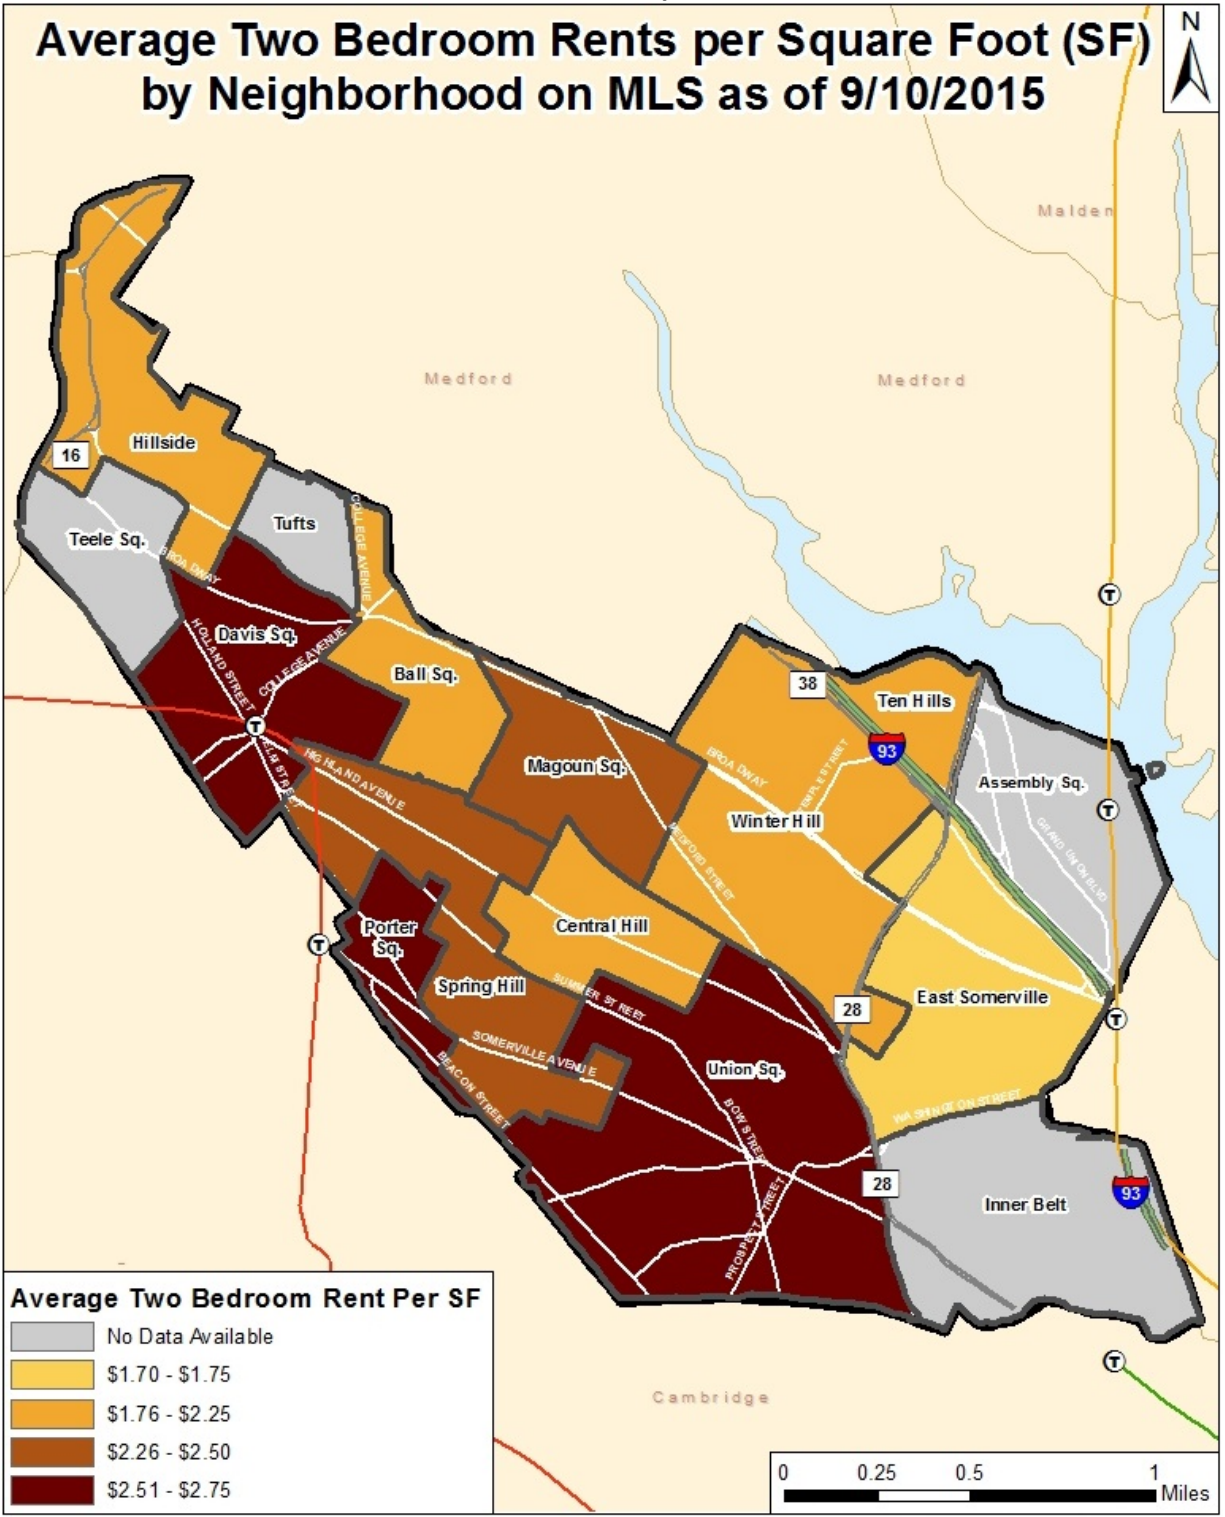 Average Two Bedroom Rents per Square Foot (SF)
by Neighborhood on MLS as of 9/10/2015
N
Malden
Medford
Medford
Hillside
16
Tufts
Teele Sq.
COLLEGE AVENUE
BROADWAY
Davis Sq.
HOLLAND STREET
COLLEGE AVENUE
Ball Sq.
38
Ten Hills
93
T
T
ELM STREET
HIGHLAND AVENUE
Magoun Sq.
BROADWAY
TEMPLE STREET
Assembly Sq.
T
Winter Hill
GRAND UNION BLVD
MEDFORD STREET
Porter
Sq.
T
Central Hill
Spring Hill
SUMMER STREET
East Somerville
28
T
SOMERVILLE AVENUE
BEACON STREET
Union Sq.
BOW STREET
WASHINGTON STREET
28
93
Inner Belt
PROSPECT STREET
Average Two Bedroom Rent Per SF
No Data Available
$1.70 - $1.75
$1.76 - $2.25
$2.26 - $2.50
$2.51 - $2.75
T
Cambridge
0 0.25 0.5 1
Miles